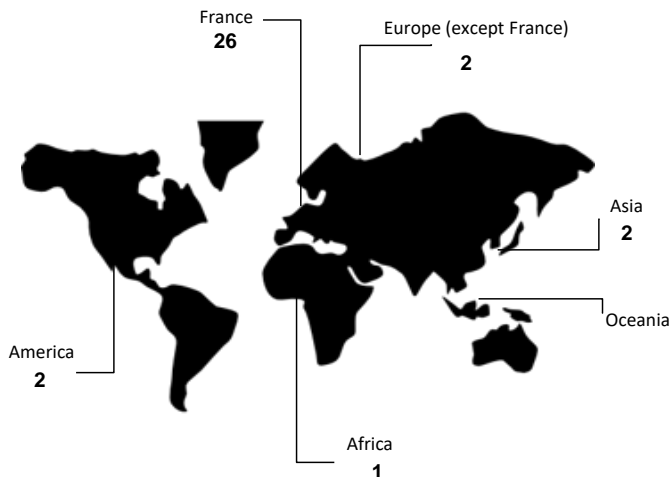 France
26
Europe (except France)
2
Asia
2
Oceania
America
2
Africa
1